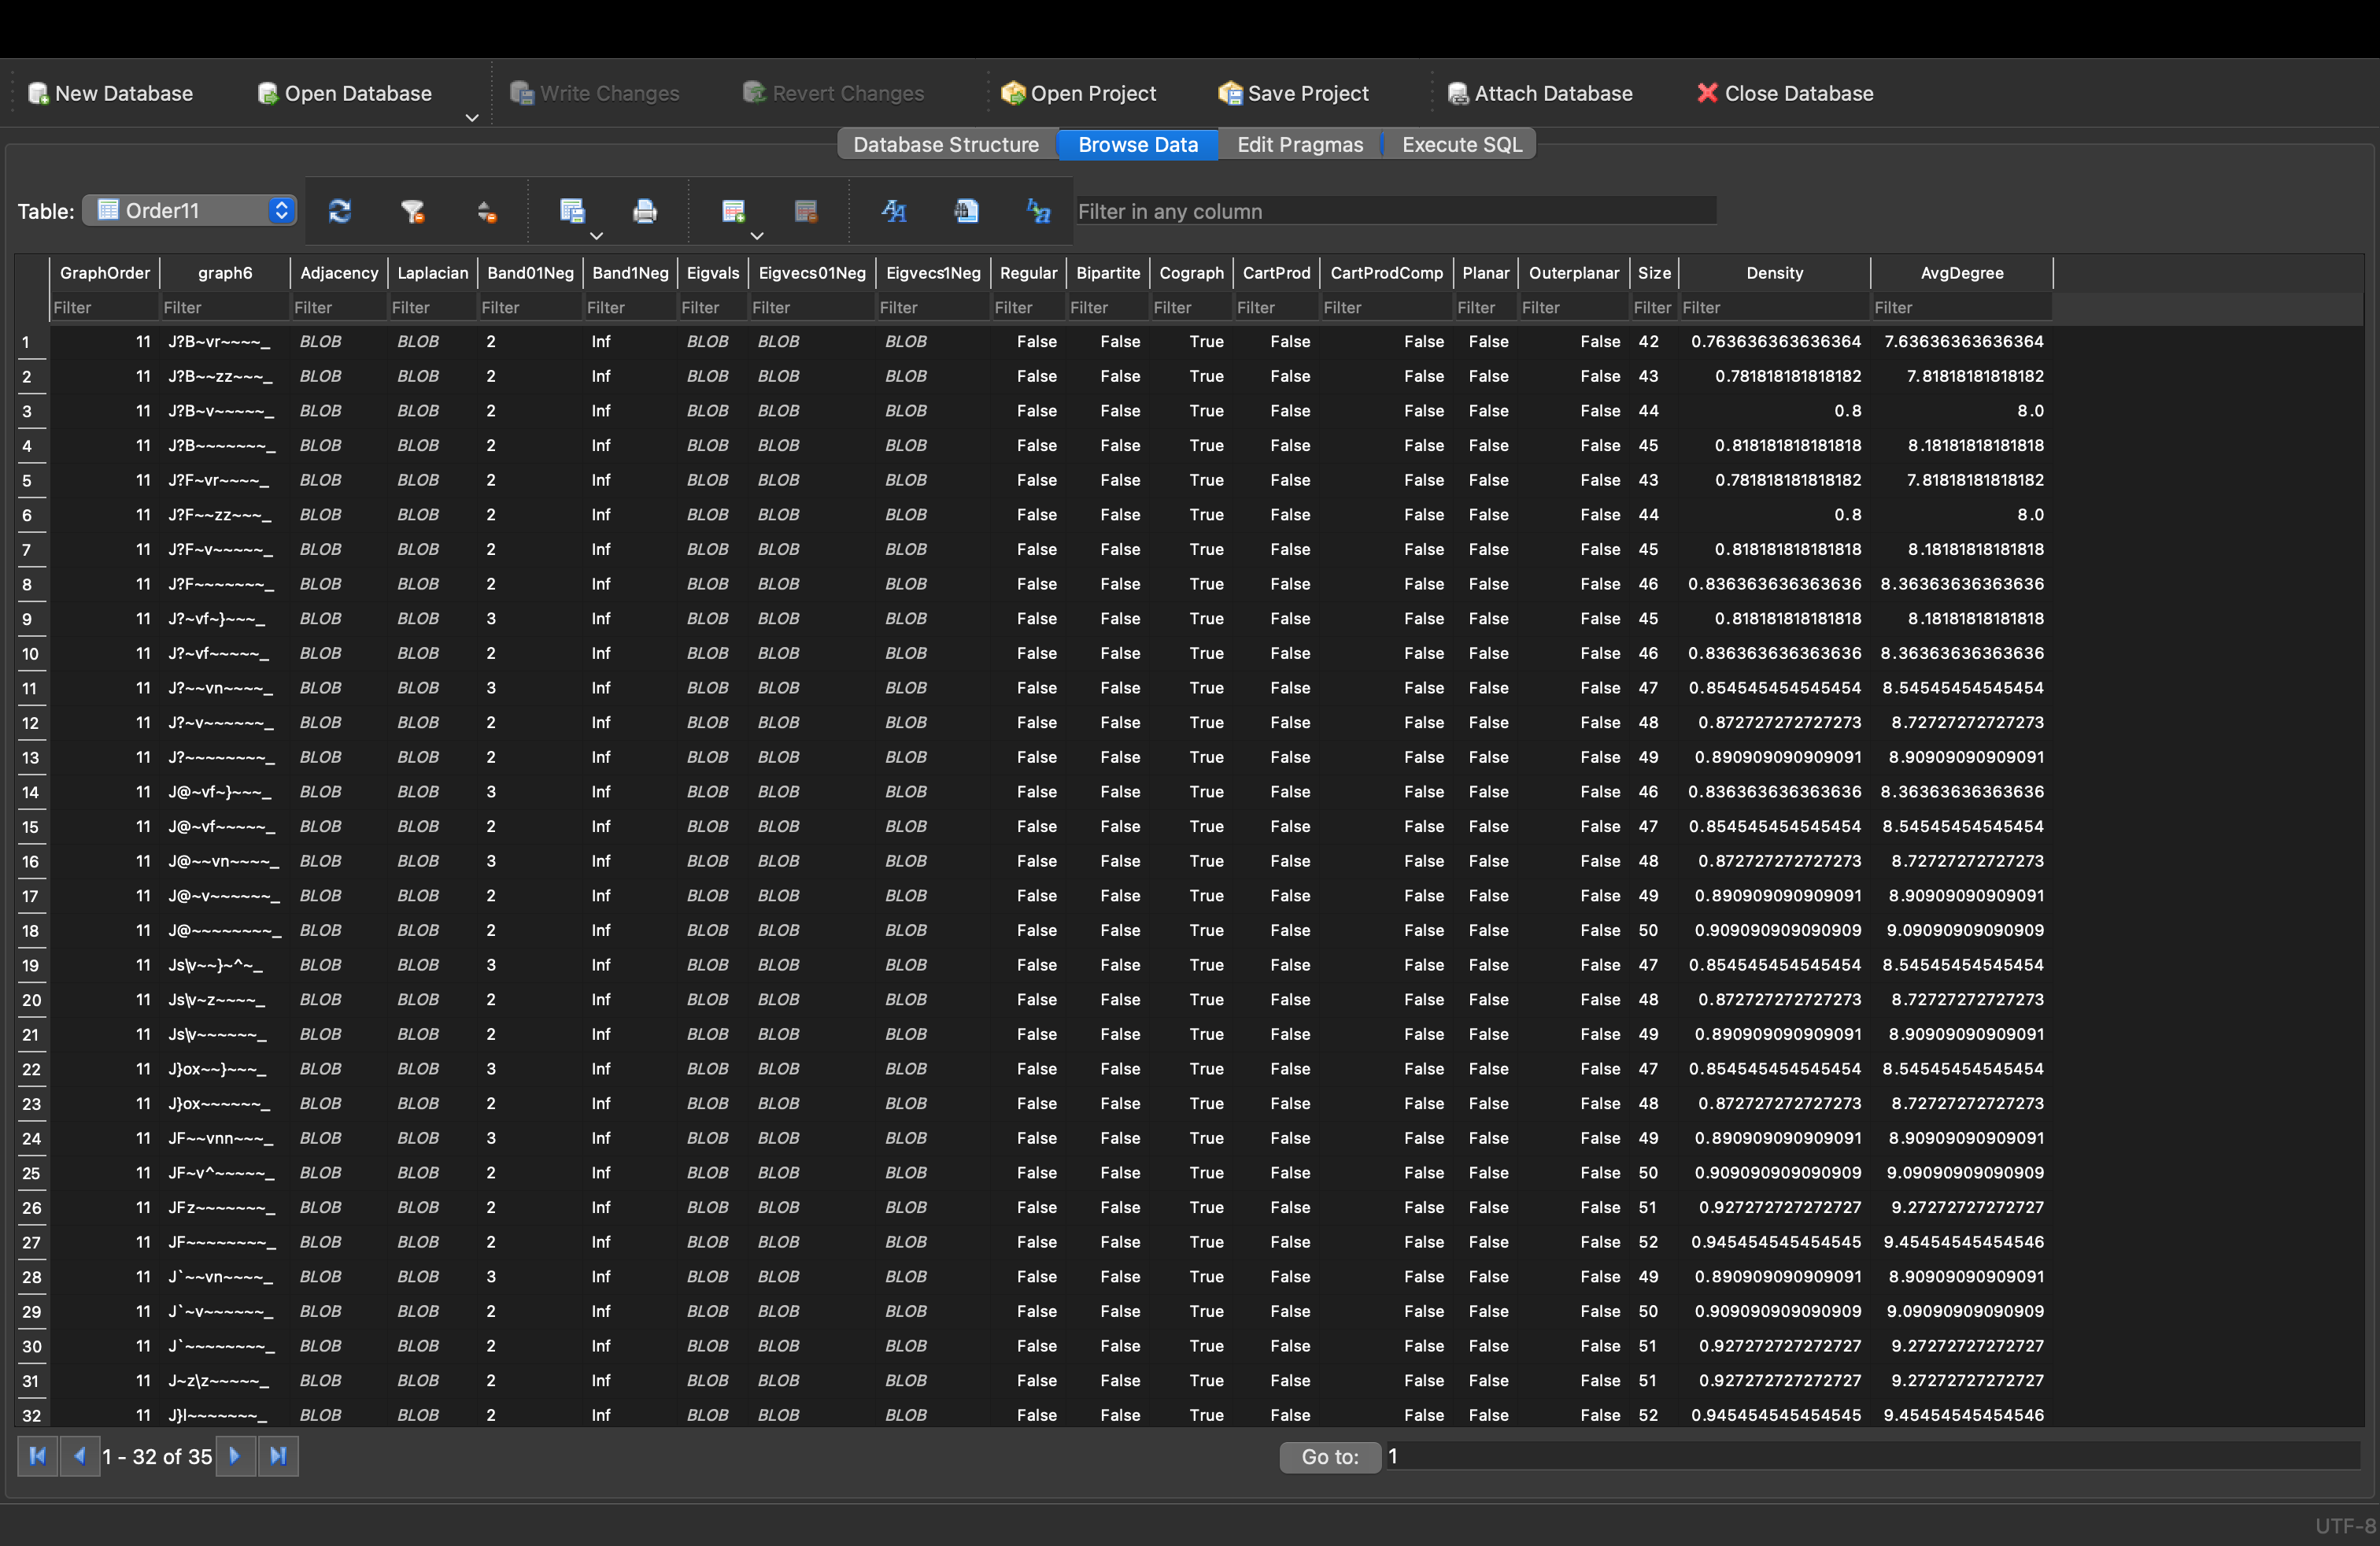 New Database Open Database Write Changes Revert Changes Open Project Save Project Attach Database Close Database
Database Structure Browse Data Edit Pragmas Execute SQL
Table: Order11 Filter in any column
GraphOrder graph6 Adjacency Laplacian Band01Neg Band1Neg Eigvals Eigvecs01Neg Eigvecs1Neg Regular Bipartite Cograph CartProd CartProdComp Planar Outerplanar Size Density AvgDegree
Filter Filter Filter Filter Filter Filter Filter Filter Filter Filter Filter Filter Filter Filter Filter Filter Filter Filter Filter
1 11 J?B~vr~~~~_ BLOB BLOB 2 Inf BLOB BLOB BLOB False False True False False False False 42 0.763636363636364 7.63636363636364
2 11 J?B~~zz~~~_ BLOB BLOB 2 Inf BLOB BLOB BLOB False False True False False False False 43 0.781818181818182 7.81818181818182
3 11 J?B~v~~~~~_ BLOB BLOB 2 Inf BLOB BLOB BLOB False False True False False False False 44 0.8 8.0
4 11 J?B~~~~~~~_ BLOB BLOB 2 Inf BLOB BLOB BLOB False False True False False False False 45 0.818181818181818 8.18181818181818
5 11 J?F~vr~~~~_ BLOB BLOB 2 Inf BLOB BLOB BLOB False False True False False False False 43 0.781818181818182 7.81818181818182
6 11 J?F~~zz~~~_ BLOB BLOB 2 Inf BLOB BLOB BLOB False False True False False False False 44 0.8 8.0
7 11 J?F~v~~~~~_ BLOB BLOB 2 Inf BLOB BLOB BLOB False False True False False False False 45 0.818181818181818 8.18181818181818
8 11 J?F~~~~~~~_ BLOB BLOB 2 Inf BLOB BLOB BLOB False False True False False False False 46 0.836363636363636 8.36363636363636
9 11 J?~vf~}~~~_ BLOB BLOB 3 Inf BLOB BLOB BLOB False False True False False False False 45 0.818181818181818 8.18181818181818
10 11 J?~vf~~~~~_ BLOB BLOB 2 Inf BLOB BLOB BLOB False False True False False False False 46 0.836363636363636 8.36363636363636
11 11 J?~~vn~~~~_ BLOB BLOB 3 Inf BLOB BLOB BLOB False False True False False False False 47 0.854545454545454 8.54545454545454
12 11 J?~v~~~~~~_ BLOB BLOB 2 Inf BLOB BLOB BLOB False False True False False False False 48 0.872727272727273 8.72727272727273
13 11 J?~~~~~~~~_ BLOB BLOB 2 Inf BLOB BLOB BLOB False False True False False False False 49 0.890909090909091 8.90909090909091
14 11 J@~vf~}~~~_ BLOB BLOB 3 Inf BLOB BLOB BLOB False False True False False False False 46 0.836363636363636 8.36363636363636
15 11 J@~vf~~~~~_ BLOB BLOB 2 Inf BLOB BLOB BLOB False False True False False False False 47 0.854545454545454 8.54545454545454
16 11 J@~~vn~~~~_ BLOB BLOB 3 Inf BLOB BLOB BLOB False False True False False False False 48 0.872727272727273 8.72727272727273
17 11 J@~v~~~~~~_ BLOB BLOB 2 Inf BLOB BLOB BLOB False False True False False False False 49 0.890909090909091 8.90909090909091
18 11 J@~~~~~~~~_ BLOB BLOB 2 Inf BLOB BLOB BLOB False False True False False False False 50 0.909090909090909 9.09090909090909
19 11 Js\v~~}~^~_ BLOB BLOB 3 Inf BLOB BLOB BLOB False False True False False False False 47 0.854545454545454 8.54545454545454
20 11 Js\v~z~~~~_ BLOB BLOB 2 Inf BLOB BLOB BLOB False False True False False False False 48 0.872727272727273 8.72727272727273
21 11 Js\v~~~~~~_ BLOB BLOB 2 Inf BLOB BLOB BLOB False False True False False False False 49 0.890909090909091 8.90909090909091
22 11 J}ox~~}~~~_ BLOB BLOB 3 Inf BLOB BLOB BLOB False False True False False False False 47 0.854545454545454 8.54545454545454
23 11 J}ox~~~~~~_ BLOB BLOB 2 Inf BLOB BLOB BLOB False False True False False False False 48 0.872727272727273 8.72727272727273
24 11 JF~~vnn~~~_ BLOB BLOB 3 Inf BLOB BLOB BLOB False False True False False False False 49 0.890909090909091 8.90909090909091
25 11 JF~v^~~~~~_ BLOB BLOB 2 Inf BLOB BLOB BLOB False False True False False False False 50 0.909090909090909 9.09090909090909
26 11 JFz~~~~~~~_ BLOB BLOB 2 Inf BLOB BLOB BLOB False False True False False False False 51 0.927272727272727 9.27272727272727
27 11 JF~~~~~~~~_ BLOB BLOB 2 Inf BLOB BLOB BLOB False False True False False False False 52 0.945454545454545 9.45454545454546
28 11 J`~~vn~~~~_ BLOB BLOB 3 Inf BLOB BLOB BLOB False False True False False False False 49 0.890909090909091 8.90909090909091
29 11 J`~v~~~~~~_ BLOB BLOB 2 Inf BLOB BLOB BLOB False False True False False False False 50 0.909090909090909 9.09090909090909
30 11 J`~~~~~~~~_ BLOB BLOB 2 Inf BLOB BLOB BLOB False False True False False False False 51 0.927272727272727 9.27272727272727
31 11 J~z\z~~~~~_ BLOB BLOB 2 Inf BLOB BLOB BLOB False False True False False False False 51 0.927272727272727 9.27272727272727
32 11 J}l~~~~~~~_ BLOB BLOB 2 Inf BLOB BLOB BLOB False False True False False False False 52 0.945454545454545 9.45454545454546
1 - 32 of 35 Go to: 1
UTF-8